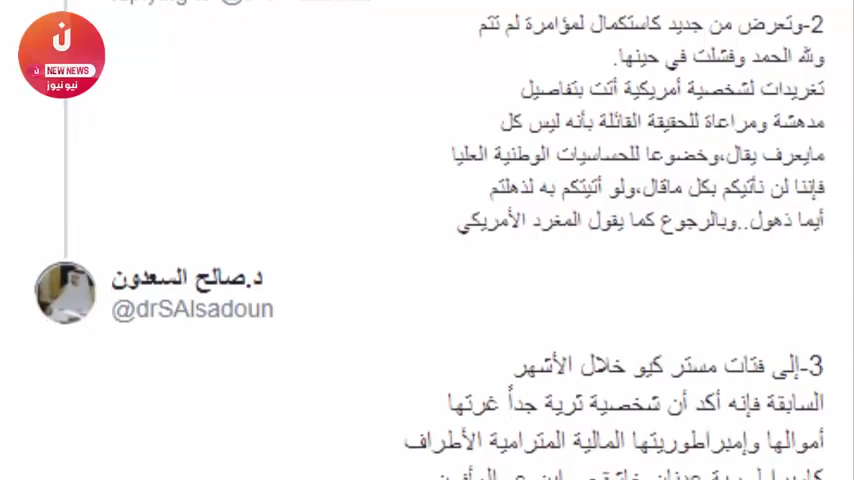 replying to
ن
NEW NEWS
نيو نيوز
2-وتعرض من جديد كاستكمال لمؤامرة لم تتم
ولله الحمد وفشلت في حينها.
تغريدات لشخصية أمريكية أتت بتفاصيل
مدهشة ومراعاة للحقيقة القائلة بأنه ليس كل
مايعرف يقال،وخضوعا للحساسيات الوطنية العليا
فإننا لن نأتيكم بكل ماقال،ولو أتيتكم به لذهلتم
أيما ذهول..وبالرجوع كما يقول المغرد الأمريكي
د.صالح السعدون
@drSAlsadoun
3-إلى فتات مستر كيو خلال الأشهر
السابقة فإنه أكد أن شخصية ثرية جداً غرتها
أموالها وإمبراطوريتها المالية المترامية الأطراف